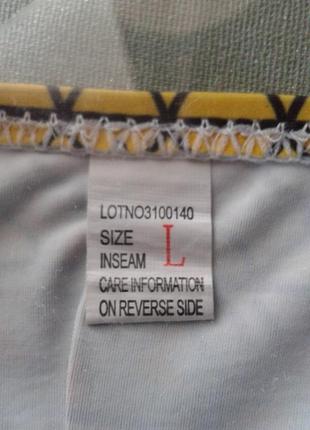 LOTNO3100140
SIZE L
INSEAM
CARE INFORMATION
ON REVERSE SIDE